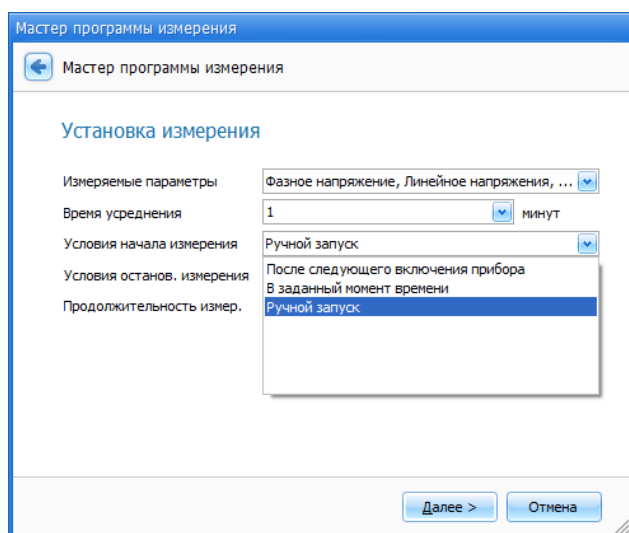 Мастер программы измерения
Мастер программы измерения
Установка измерения
Измеряемые параметры Фазное напряжение, Линейное напряжения, ...
Время усреднения 1 минут
Условия начала измерения Ручной запуск
Условия останов. измерения
После следующего включения прибора
В заданный момент времени
Продолжительность измер.
Ручной запуск
Далее > Отмена